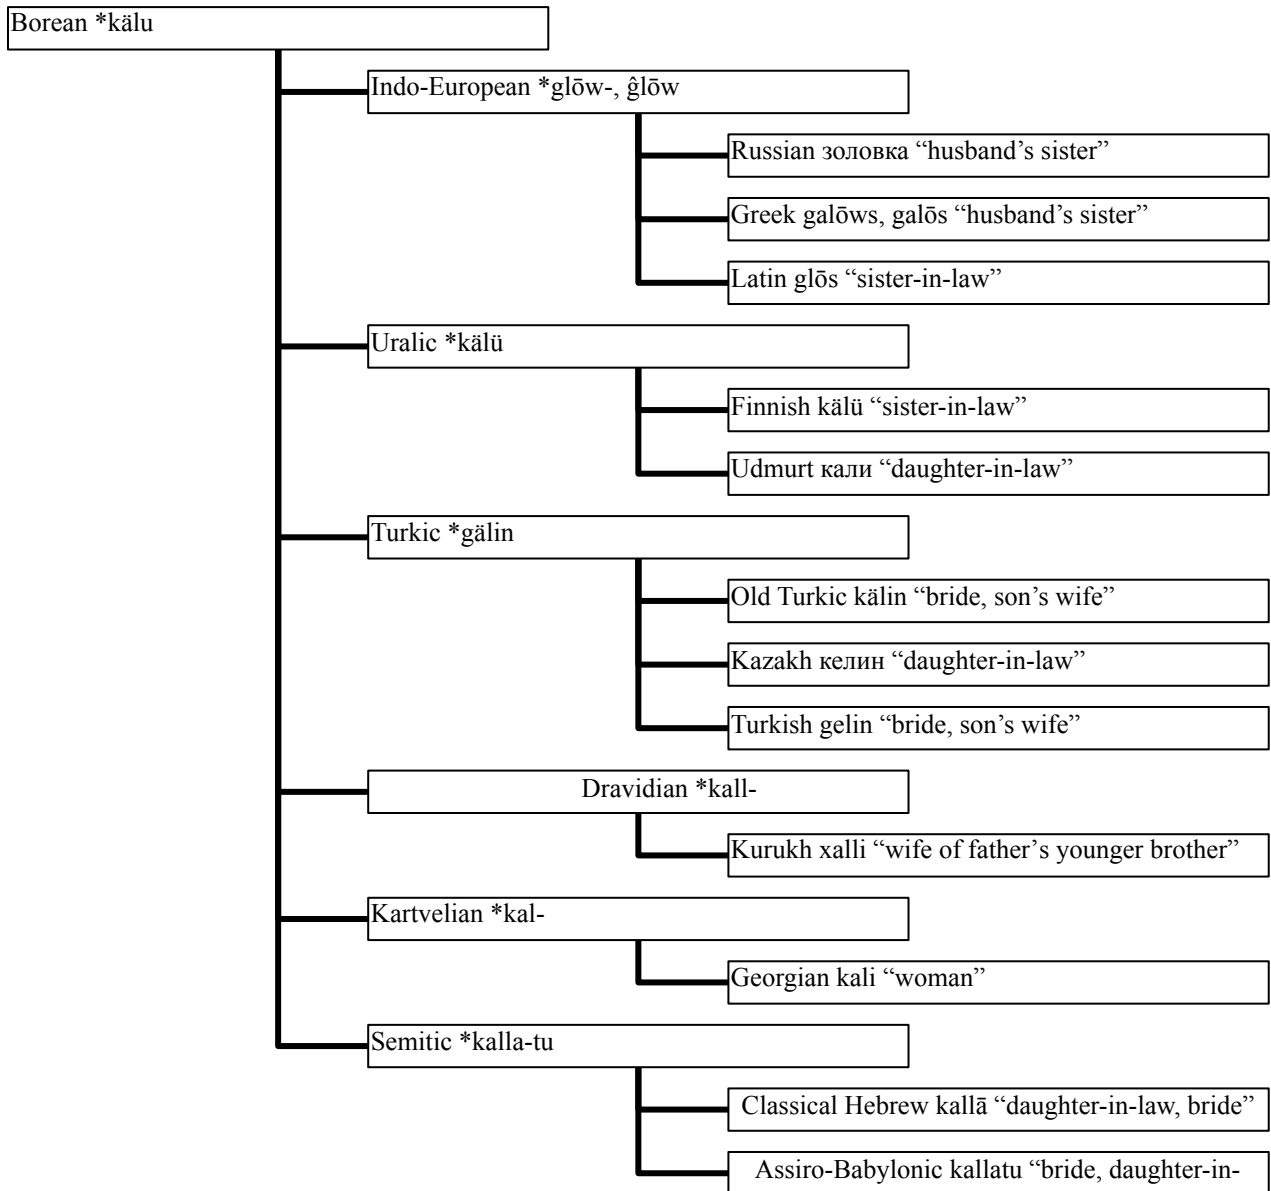 Borean *kälu
Indo-European *glōw-, ĝlōw
Russian золовка “husband’s sister”
Greek galōws, galōs “husband’s sister”
Latin glōs “sister-in-law”
Uralic *kälü
Finnish kälü “sister-in-law”
Udmurt кали “daughter-in-law”
Turkic *gälin
Old Turkic kälin “bride, son’s wife”
Kazakh келин “daughter-in-law”
Turkish gelin “bride, son’s wife”
Dravidian *kall-
Kurukh xalli “wife of father’s younger brother”
Kartvelian *kal-
Georgian kali “woman”
Semitic *kalla-tu
Classical Hebrew kallā “daughter-in-law, bride”
Assiro-Babylonic kallatu “bride, daughter-in-